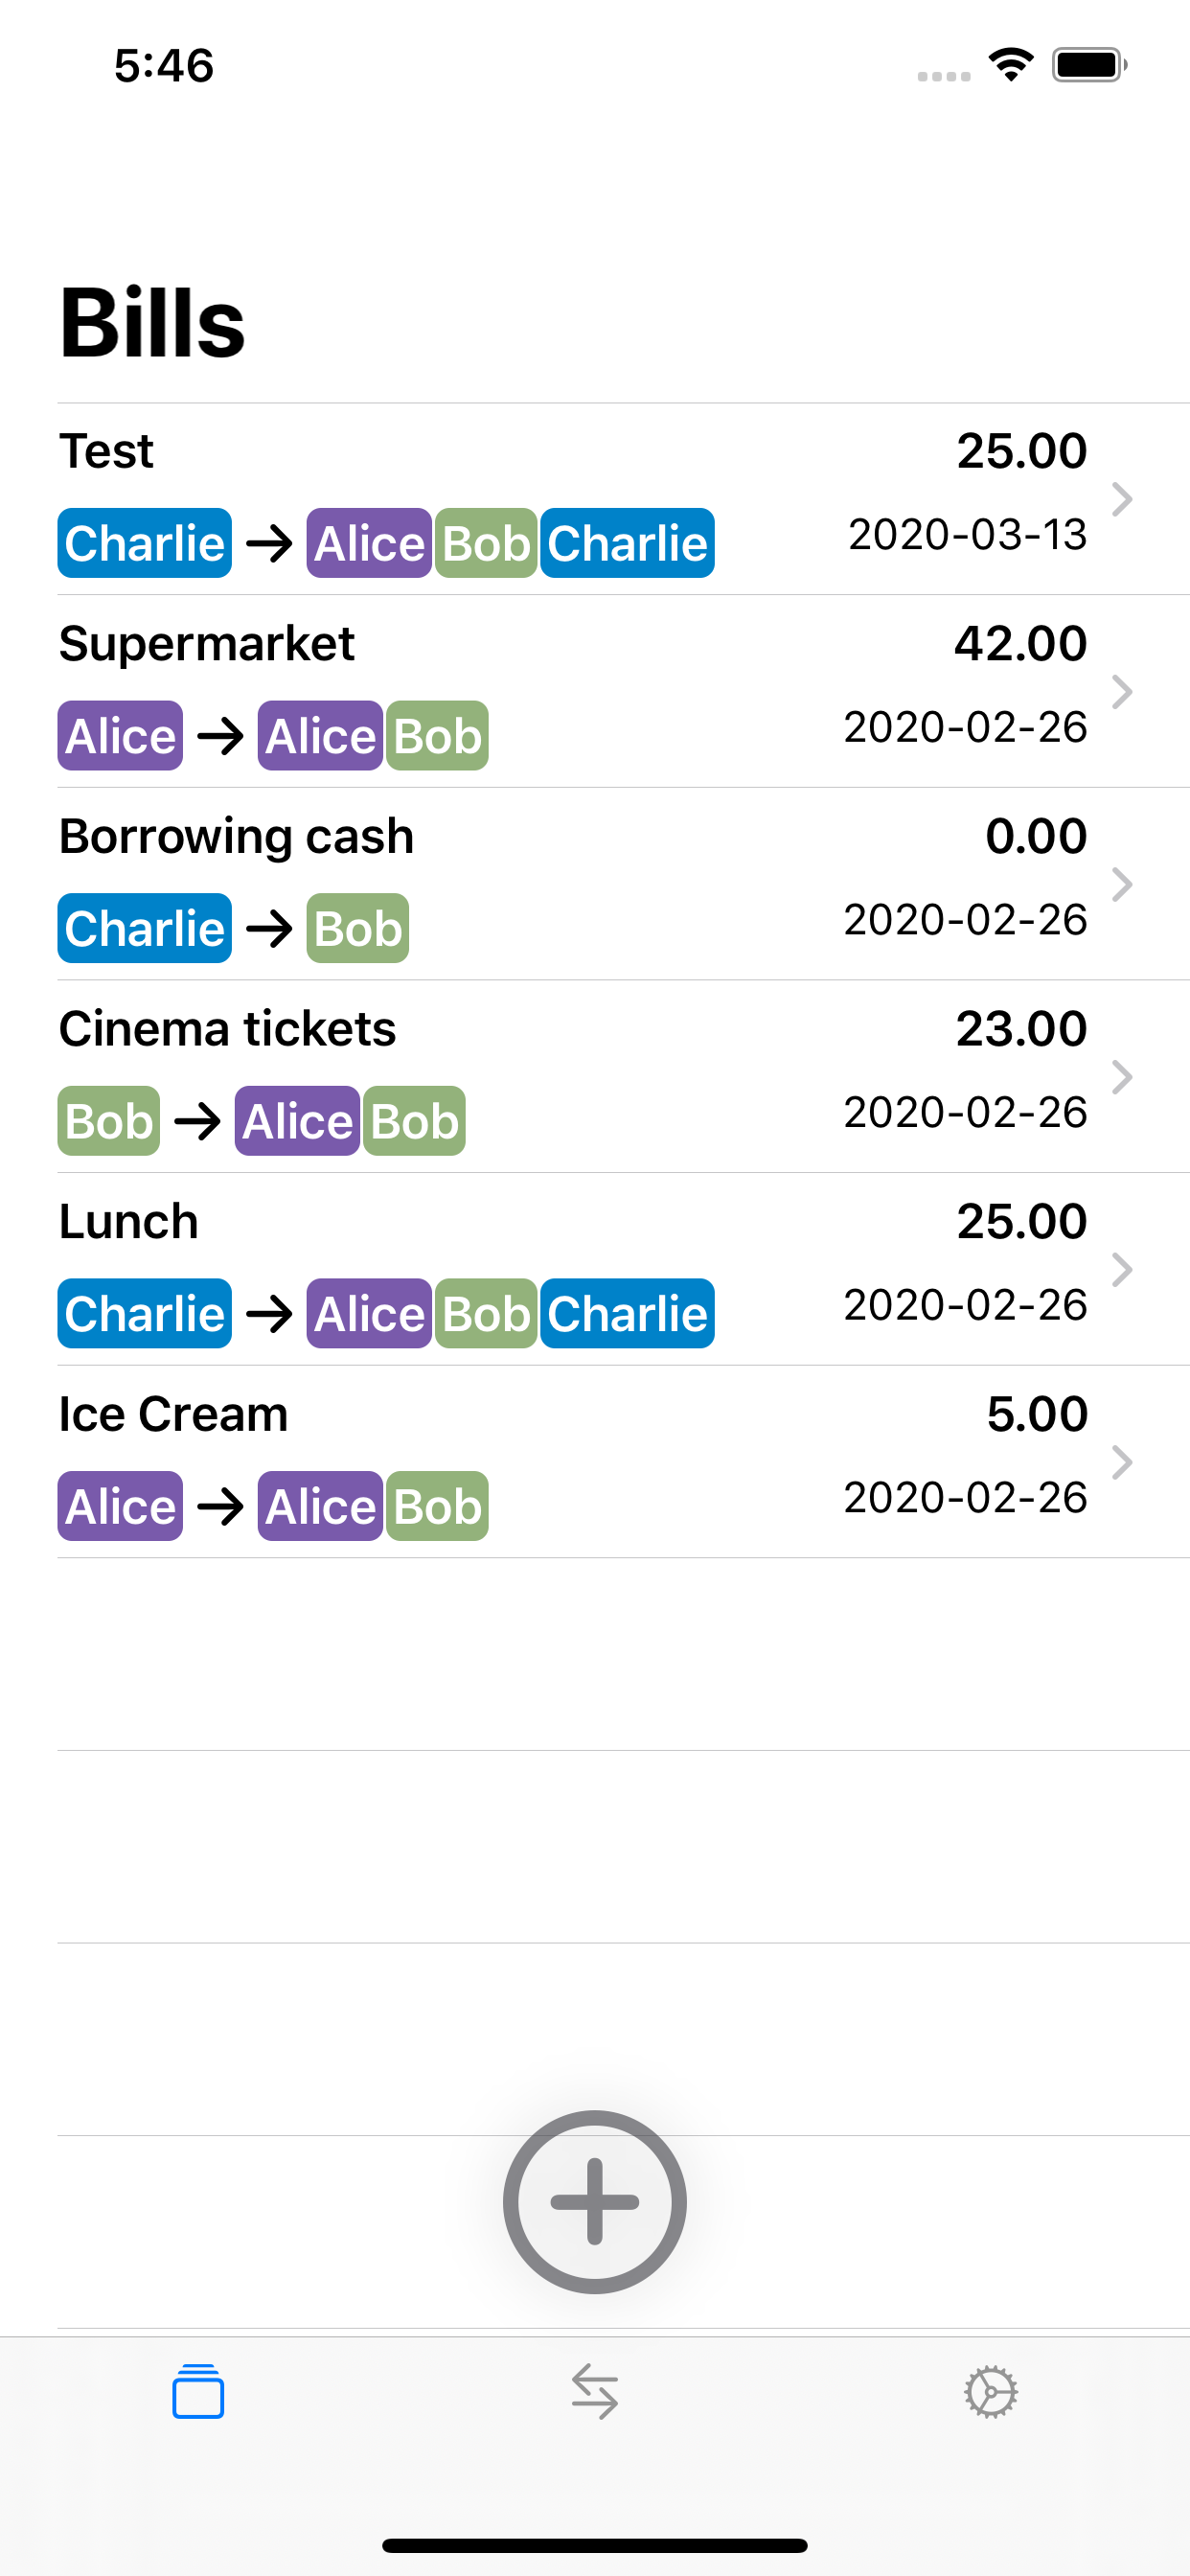 5:46
Bills
Test 25.00
Charlie → Alice Bob Charlie 2020-03-13
Supermarket 42.00
Alice → Alice Bob 2020-02-26
Borrowing cash 0.00
Charlie → Bob 2020-02-26
Cinema tickets 23.00
Bob → Alice Bob 2020-02-26
Lunch 25.00
Charlie → Alice Bob Charlie 2020-02-26
Ice Cream 5.00
Alice → Alice Bob 2020-02-26